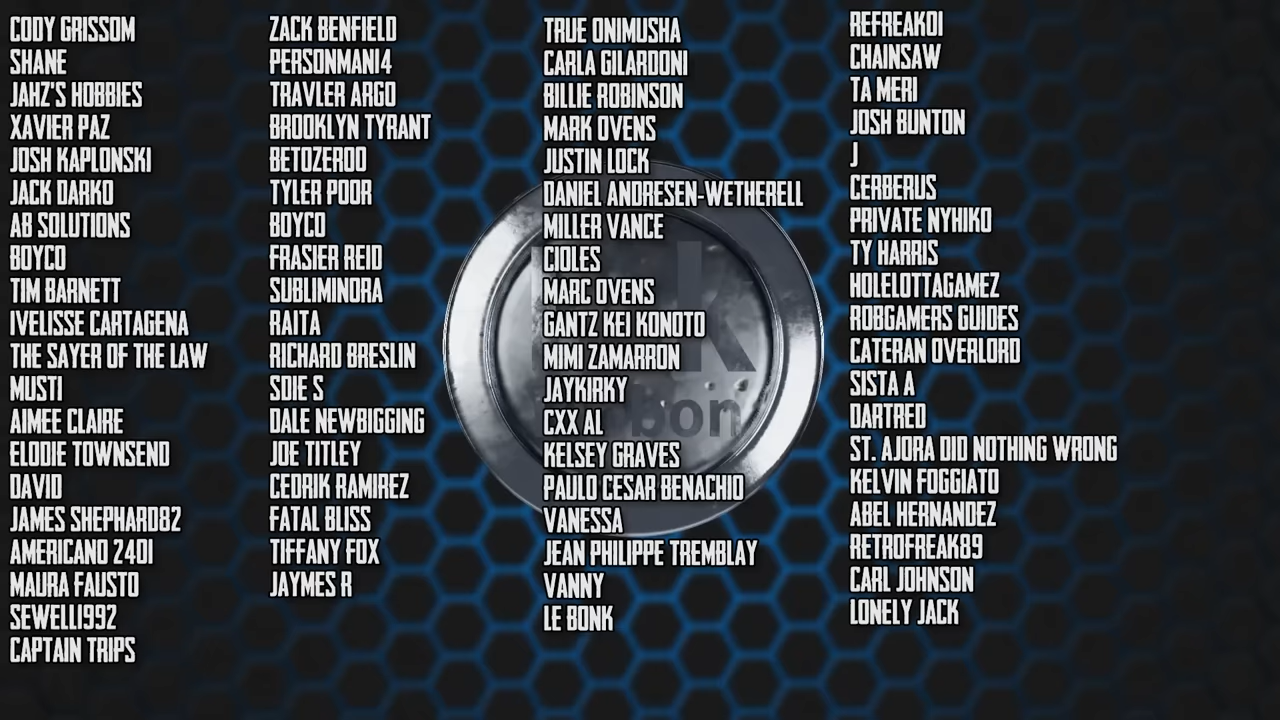 CODY GRISSOM
SHANE
JAHZ'S HOBBIES
XAVIER PAZ
JOSH KAPLONSKI
JACK DARKO
AB SOLUTIONS
BOYCO
TIM BARNETT
IVELISSE CARTAGENA
THE SAYER OF THE LAW
MUSTI
AIMEE CLAIRE
ELODIE TOWNSEND
DAVID
JAMES SHEPHARD82
AMERICANO 2401
MAURA FAUSTO
SEWELL1992
CAPTAIN TRIPS
ZACK BENFIELD
PERSONMAN14
TRAVLER ARGO
BROOKLYN TYRANT
BETOZEROD
TYLER POOR
BOYCO
FRASIER REID
SUBLIMINORA
RAITA
RICHARD BRESLIN
SDIE S
DALE NEWBIGGING
JOE TITLEY
CEDRIK RAMIREZ
FATAL BLISS
TIFFANY FOX
JAYMES R
TRUE ONIMUSHA
CARLA GILARDONI
BILLIE ROBINSON
MARK OVENS
JUSTIN LOCK
DANIEL ANDRESEN-WETHERELL
MILLER VANCE
CIOLES
MARC OVENS
GANTZ KEI KONOTO
MIMI ZAMARRON
JAYKIRKY
CXX AL
KELSEY GRAVES
PAULO CESAR BENACHIO
VANESSA
JEAN PHILIPPE TREMBLAY
VANNY
LE BONK
REFREAK01
CHAINSAW
TA MERI
JOSH BUNTON
J
CERBERUS
PRIVATE NYHIKO
TY HARRIS
HOLELOTTAGAMEZ
ROBGAMERS GUIDES
CATERAN OVERLORD
SISTA A
DARTRED
ST. AJORA DID NOTHING WRONG
KELVIN FOGGIATO
ABEL HERNANDEZ
RETROFREAK89
CARL JOHNSON
LONELY JACK